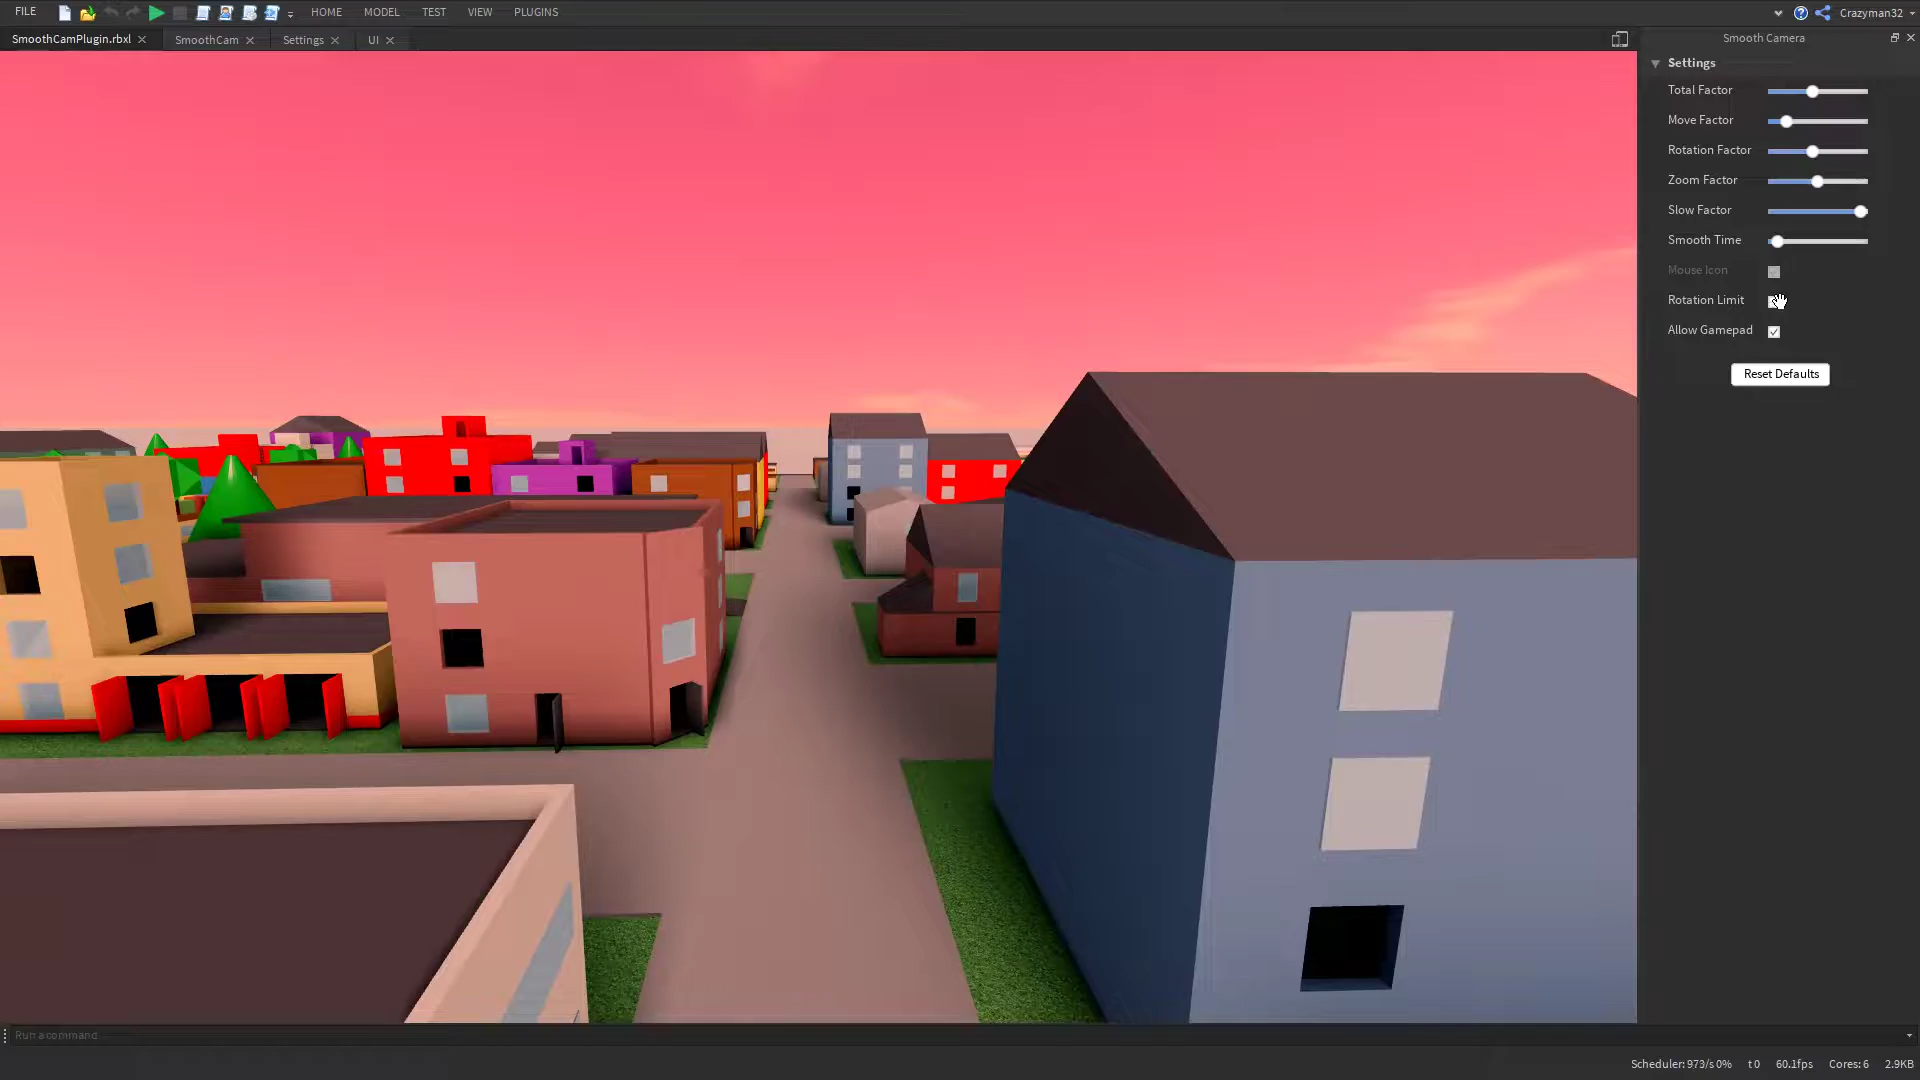 FILE HOME MODEL TEST VIEW PLUGINS Crazyman32
SmoothCamPlugin.rbxl SmoothCam Settings UI
Smooth Camera
Settings
Total Factor
Move Factor
Rotation Factor
Zoom Factor
Slow Factor
Smooth Time
Mouse Icon
Rotation Limit
Allow Gamepad
Reset Defaults
Run a command
Scheduler: 973/s 0% t 0 60.1fps Cores: 6 2.9KB